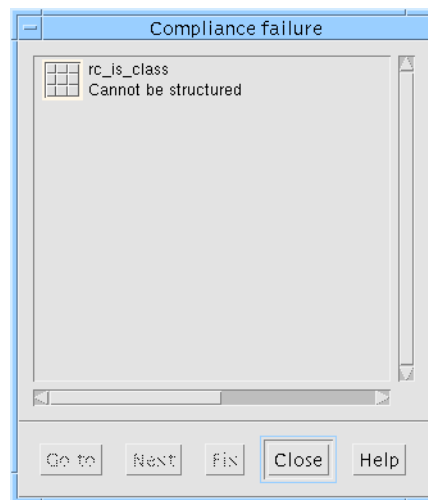 Compliance failure
rc_is_class
Cannot be structured
Go to Next Fix Close Help